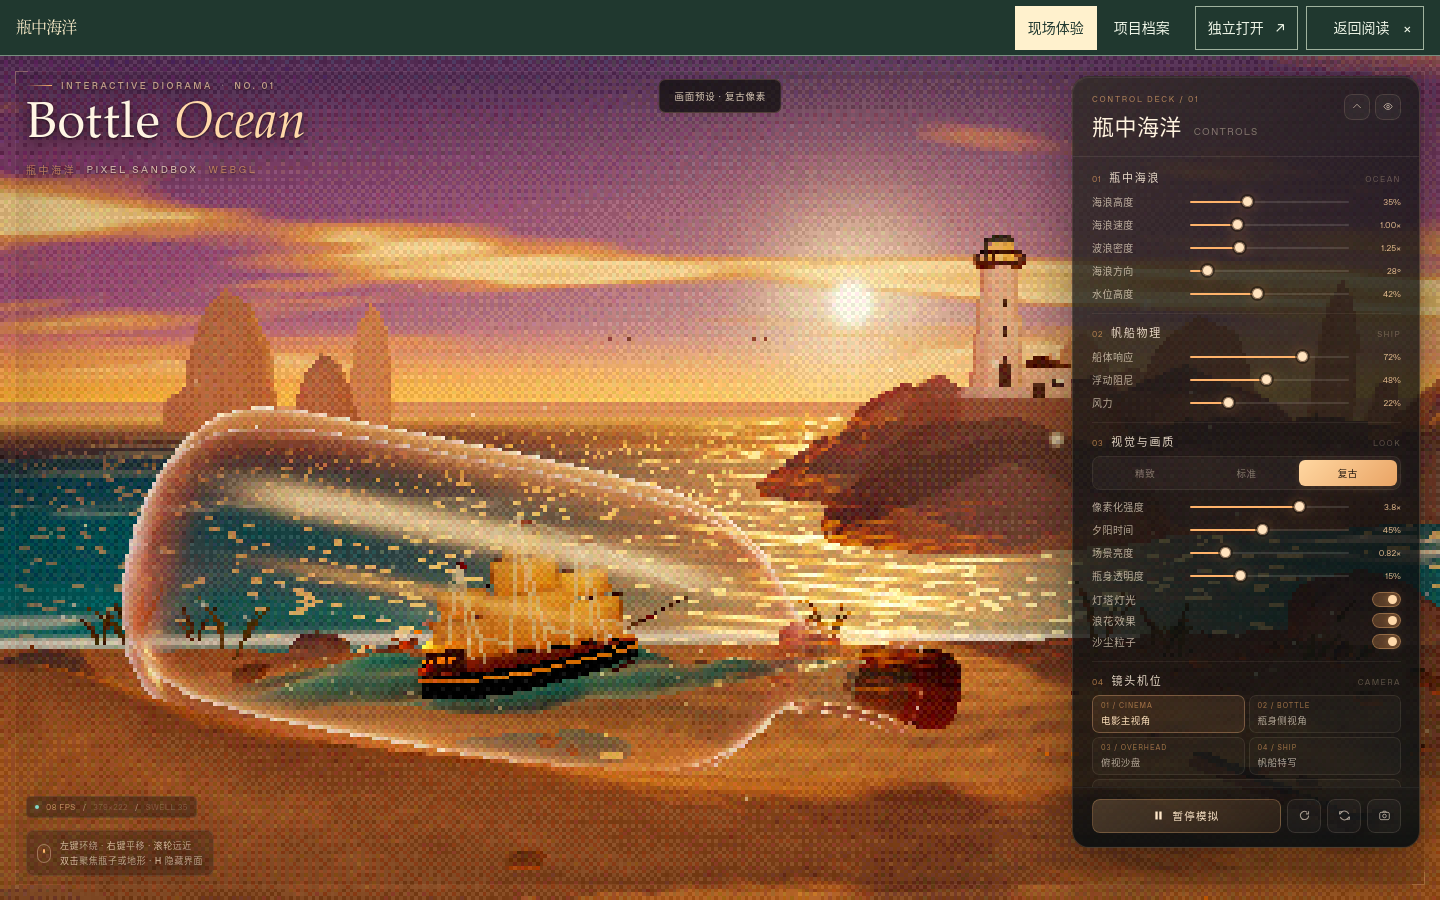 瓶中海洋
现场体验
项目档案
独立打开 ↗
返回阅读 ×
INTERACTIVE DIORAMA · NO. 01
Bottle Ocean
瓶中海洋 PIXEL SANDBOX WEBGL
画面预设 · 复古像素
CONTROL DECK / 01
瓶中海洋 CONTROLS
01 瓶中海浪 OCEAN
海浪高度 35%
海浪速度 1.00×
波浪密度 1.25×
海浪方向 28°
水位高度 42%
02 帆船物理 SHIP
船体响应 72%
浮动阻尼 48%
风力 22%
03 视觉与画质 LOOK
精致 标准 复古
像素化强度 3.8×
夕阳时间 45%
场景亮度 0.82×
瓶身透明度 15%
灯塔灯光
浪花效果
沙尘粒子
04 镜头机位 CAMERA
01 / CINEMA
电影主视角
02 / BOTTLE
瓶身侧视角
03 / OVERHEAD
俯视沙盘
04 / SHIP
帆船特写
暂停模拟
08 FPS / 373×222 /
左键环绕 · 右键平移 · 滚轮远近
双击聚焦瓶子或地形 · H 隐藏界面